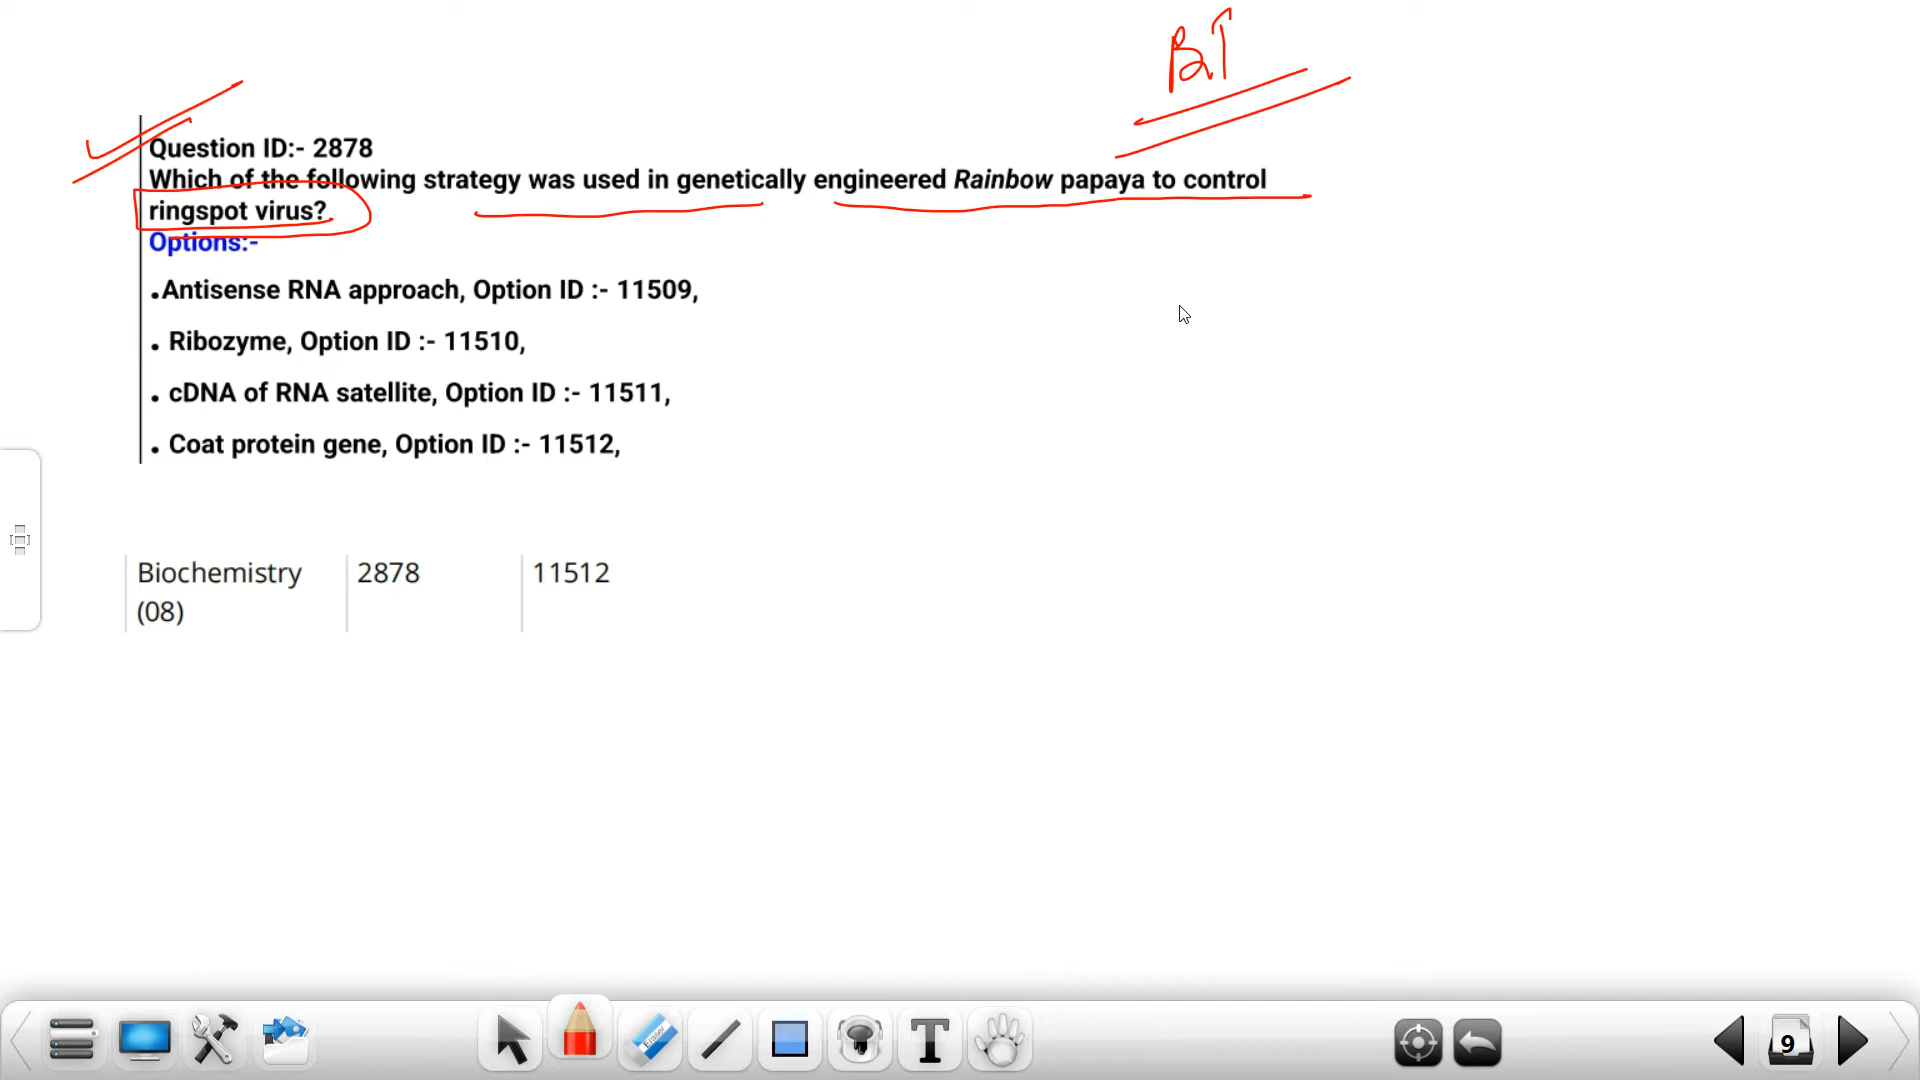 BT
Question ID:- 2878
Which of the following strategy was used in genetically engineered Rainbow papaya to control
ringspot virus?
Options:-
.Antisense RNA approach, Option ID :- 11509,
. Ribozyme, Option ID :- 11510,
. cDNA of RNA satellite, Option ID :- 11511,
. Coat protein gene, Option ID :- 11512,
Biochemistry 2878 11512
(08)
Eraser
T
9